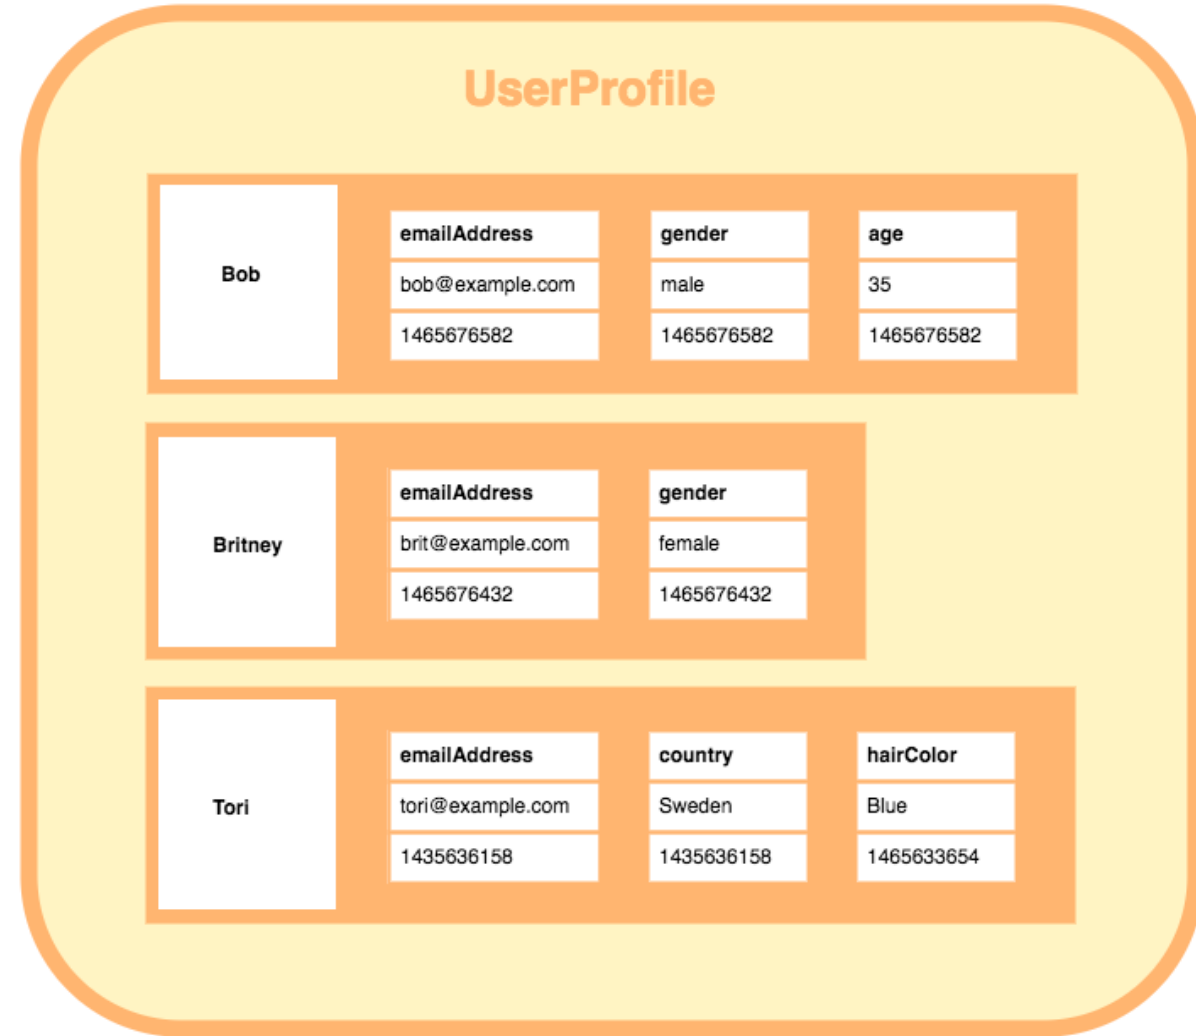 UserProfile
Bob
emailAddress gender age
bob@example.com male 35
1465676582 1465676582 1465676582
Britney
emailAddress gender
brit@example.com female
1465676432 1465676432
Tori
emailAddress country hairColor
tori@example.com Sweden Blue
1435636158 1435636158 1465633654